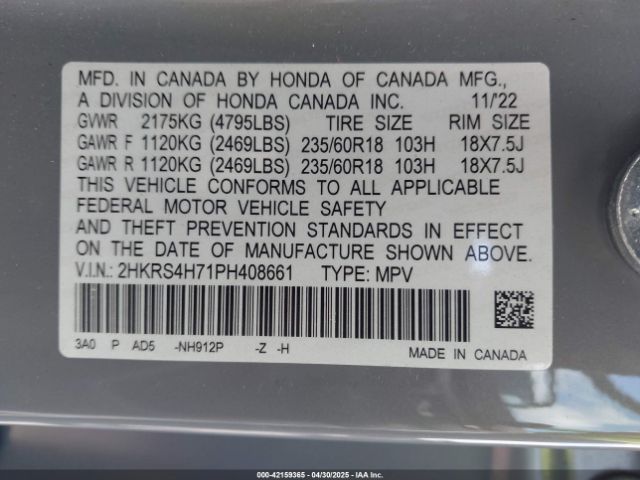 MFD. IN CANADA BY HONDA OF CANADA MFG.,
A DIVISION OF HONDA CANADA INC. 11/'22
GVWR 2175KG (4795LBS) TIRE SIZE RIM SIZE
GAWR F 1120KG (2469LBS) 235/60R18 103H 18X7.5J
GAWR R 1120KG (2469LBS) 235/60R18 103H 18X7.5J
THIS VEHICLE CONFORMS TO ALL APPLICABLE
FEDERAL MOTOR VEHICLE SAFETY
AND THEFT PREVENTION STANDARDS IN EFFECT
ON THE DATE OF MANUFACTURE SHOWN ABOVE.
V.I.N.: 2HKRS4H71PH408661 TYPE: MPV
3A0 P AD5 -NH912P -Z -H
MADE IN CANADA
000-42159365 - 04/30/2025 - IAA Inc.